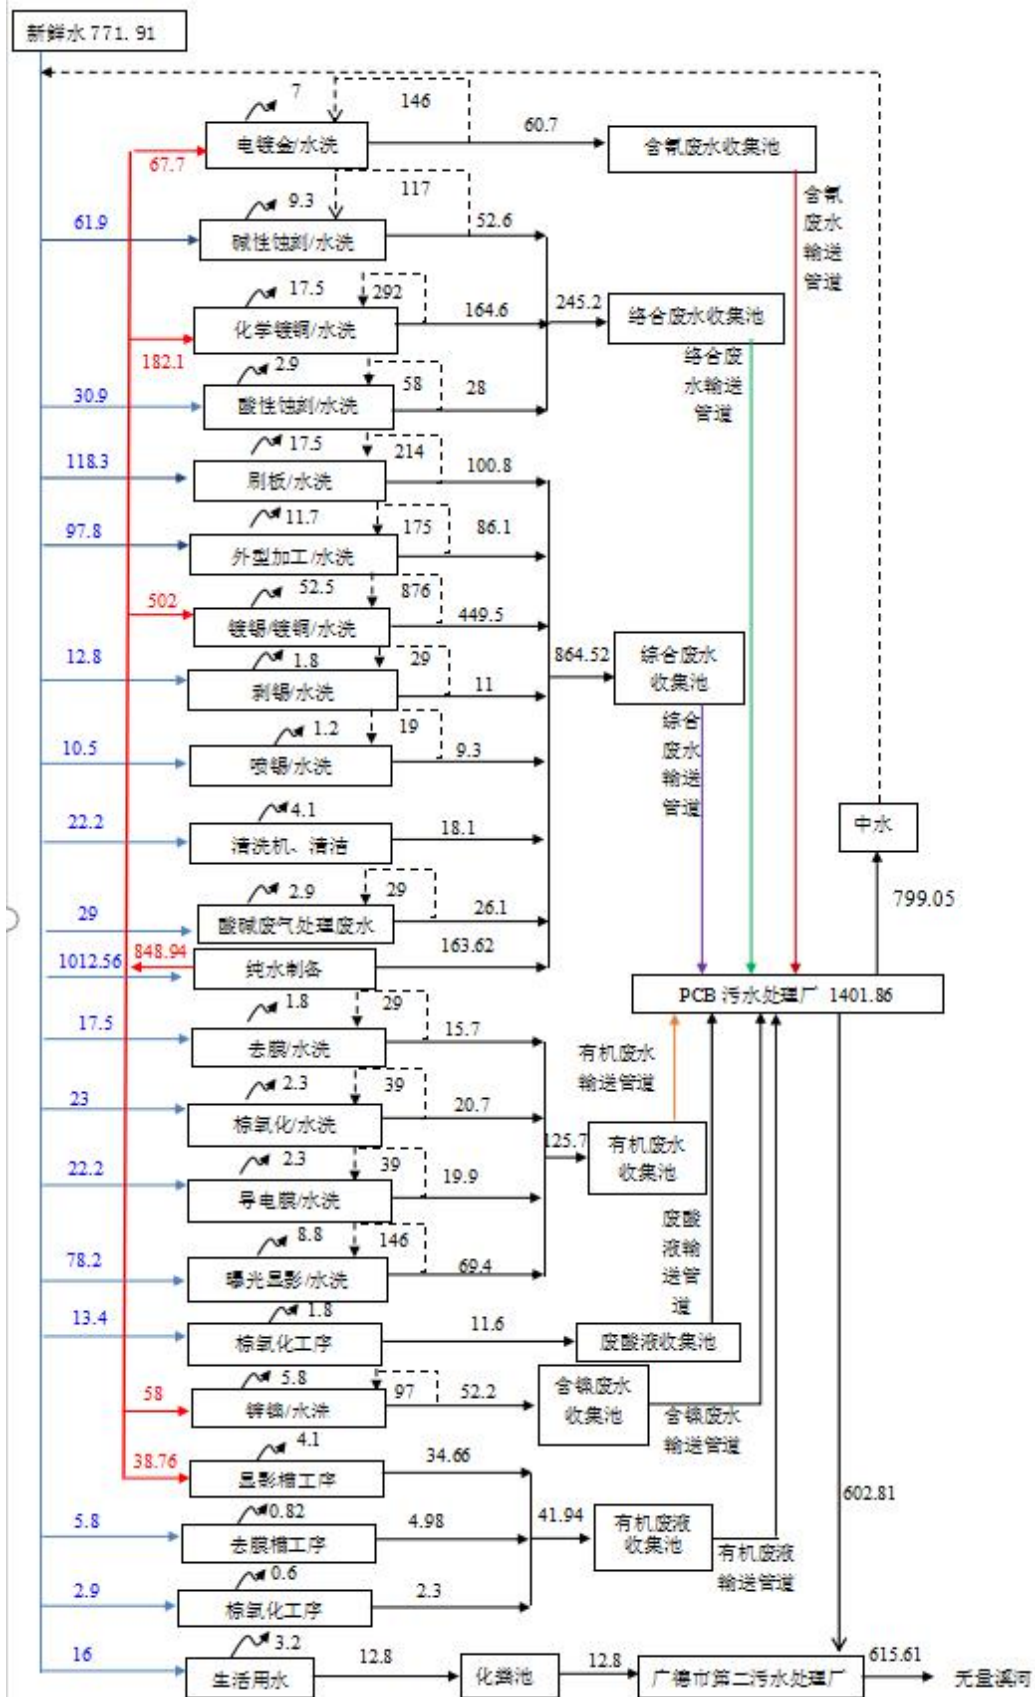 新鲜水 771.91
7
146
60.7
电镀金/水洗
含氰废水收集池
67.7
117
含氰
废水
输送
管道
9.3
61.9
52.6
碱性蚀刻/水洗
17.5
292
164.6
245.2
化学镀铜/水洗
络合废水收集池
182.1
络合废
水输送
管道
2.9
58
28
30.9
酸性蚀刻/水洗
17.5
214
118.3
100.8
刷板/水洗
11.7
175
86.1
97.8
外型加工/水洗
52.5
876
502
449.5
镀锡/镀铜/水洗
864.52
综合废水
收集池
12.8
1.8
29
11
剥锡/水洗
综合
废水
输送
管道
1.2
19
10.5
9.3
喷锡/水洗
4.1
22.2
18.1
清洗机、清洁
中水
2.9
29
799.05
29
26.1
酸碱废气处理废水
848.94
163.62
1012.56
纯水制备
PCB 污水处理厂 1401.86
1.8
29
17.5
15.7
去膜/水洗
有机废水
输送管道
2.3
39
23
20.7
棕氧化/水洗
125.7
有机废水
收集池
2.3
39
22.2
19.9
导电膜/水洗
废酸
液输
送管
道
8.8
146
78.2
69.4
曝光显影/水洗
1.8
13.4
11.6
棕氧化工序
废酸液收集池
5.8
58
97
52.2
镀镍/水洗
含镍废水
收集池
含镍废水
输送管道
4.1
38.76
34.66
显影槽工序
602.81
0.82
5.8
4.98
41.94
去膜槽工序
有机废液
收集池
有机废液
输送管道
0.6
2.9
2.3
棕氧化工序
3.2
16
12.8
12.8
615.61
生活用水
化粪池
广德市第二污水处理厂
无量溪河